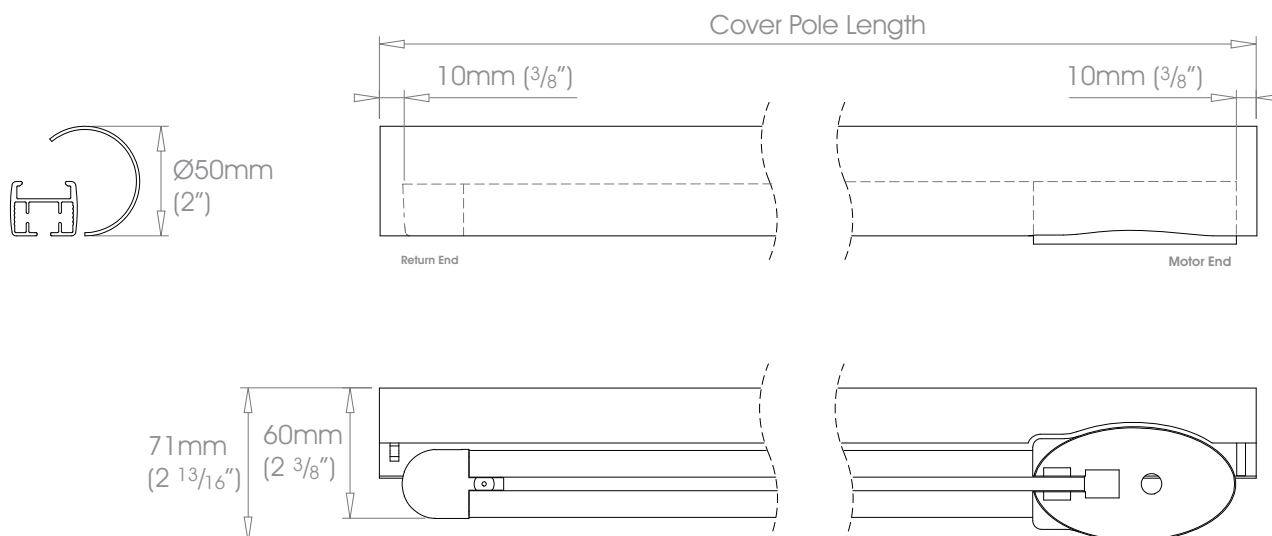 Cover Pole Length
10mm (3/8")
10mm (3/8")
Ø50mm
(2")
Return End
Motor End
71mm
(2 13/16")
60mm
(2 3/8")